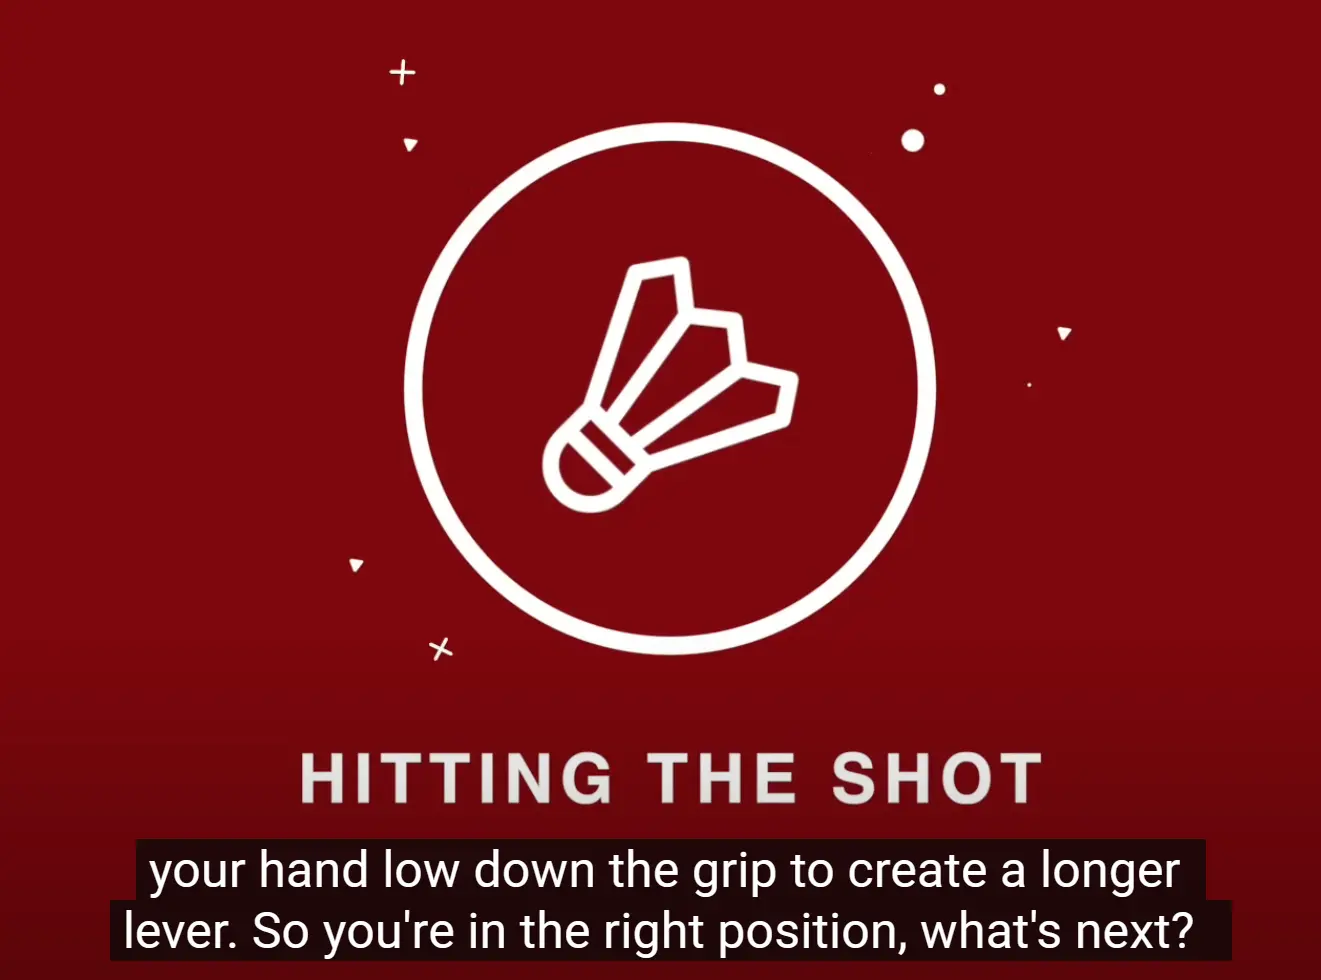 HITTING THE SHOT
your hand low down the grip to create a longer
lever. So you're in the right position, what's next?